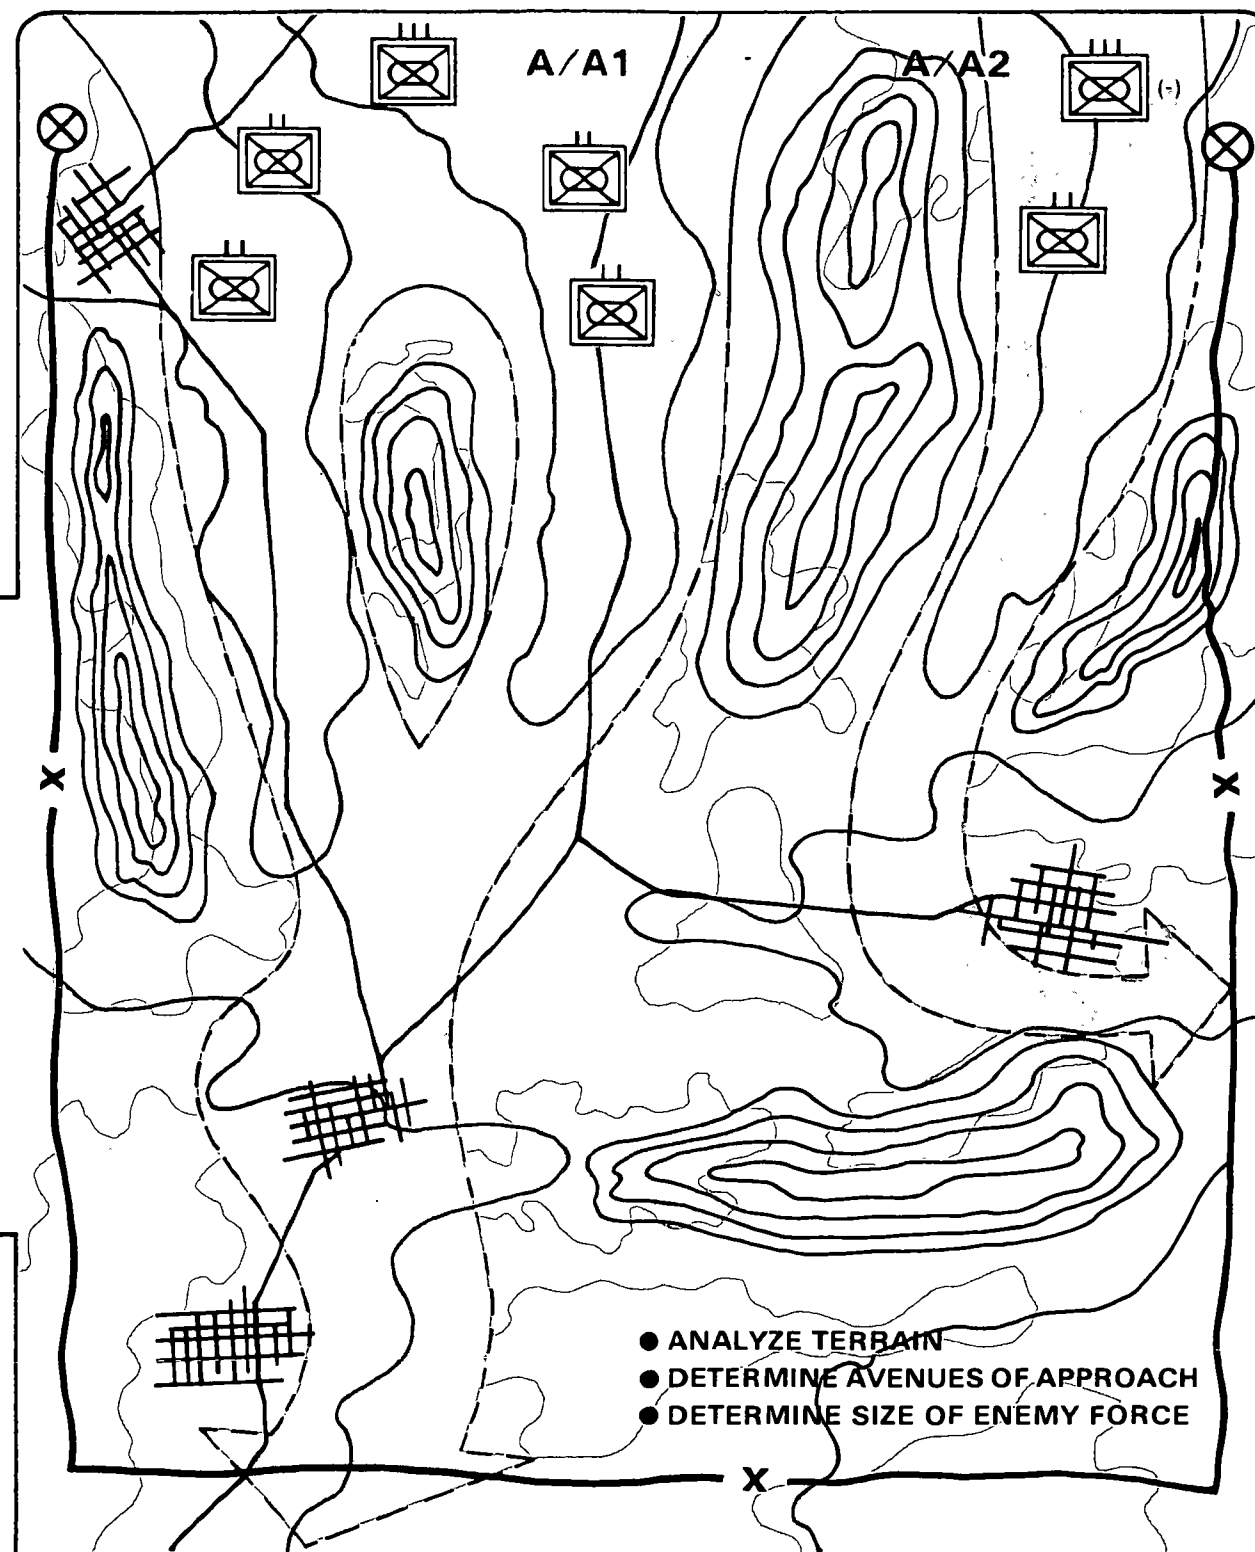 A/A1
A/A2
(-)
X
X
● ANALYZE TERRAIN
● DETERMINE AVENUES OF APPROACH
● DETERMINE SIZE OF ENEMY FORCE
X